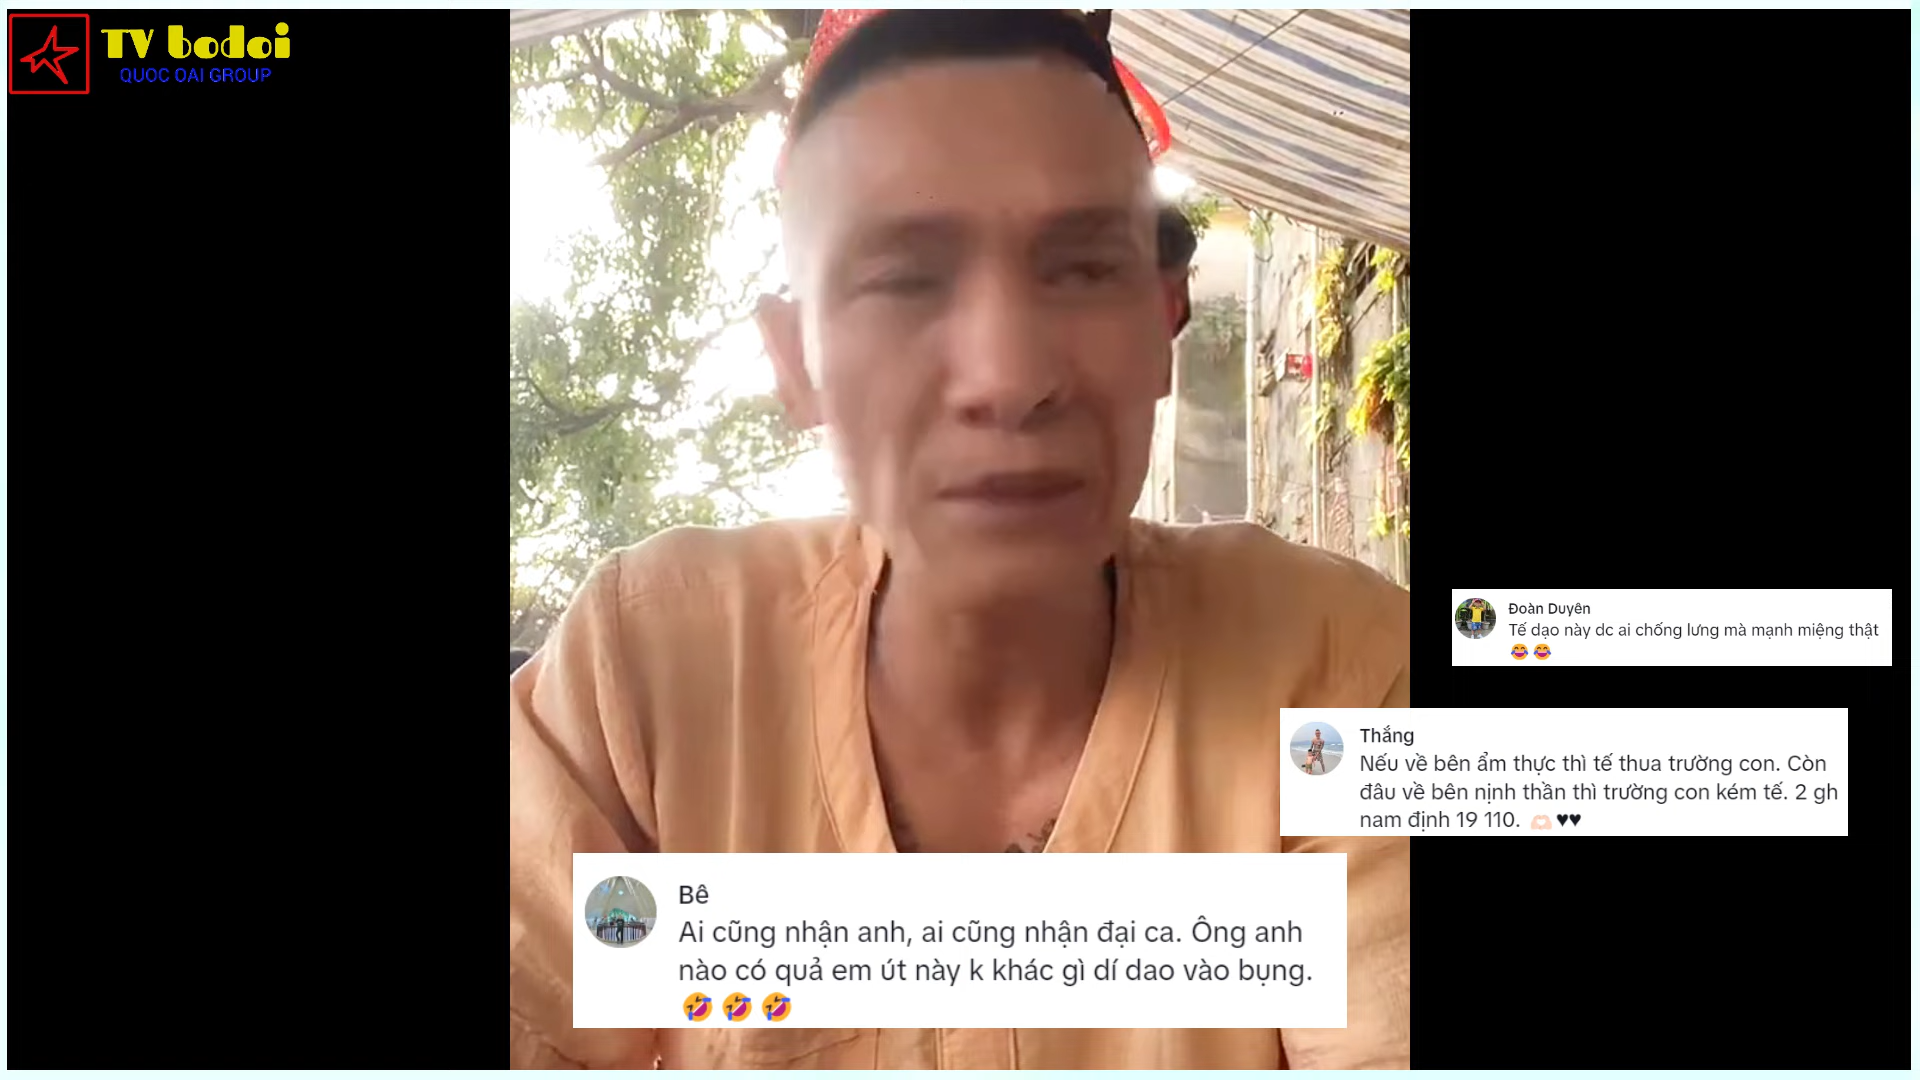 TV bodoi
QUOC OAI GROUP
Đoàn Duyên
Tế dạo này dc ai chống lưng mà mạnh miệng thật
😂😂
Thắng
Nếu về bên ẩm thực thì tế thua trường con. Còn
đâu về bên nịnh thần thì trường con kém tế. 2 gh
nam định 19 110. 🫶🏻♥♥
Bê
Ai cũng nhận anh, ai cũng nhận đại ca. Ông anh
nào có quả em út này k khác gì dí dao vào bụng.
🤣🤣🤣